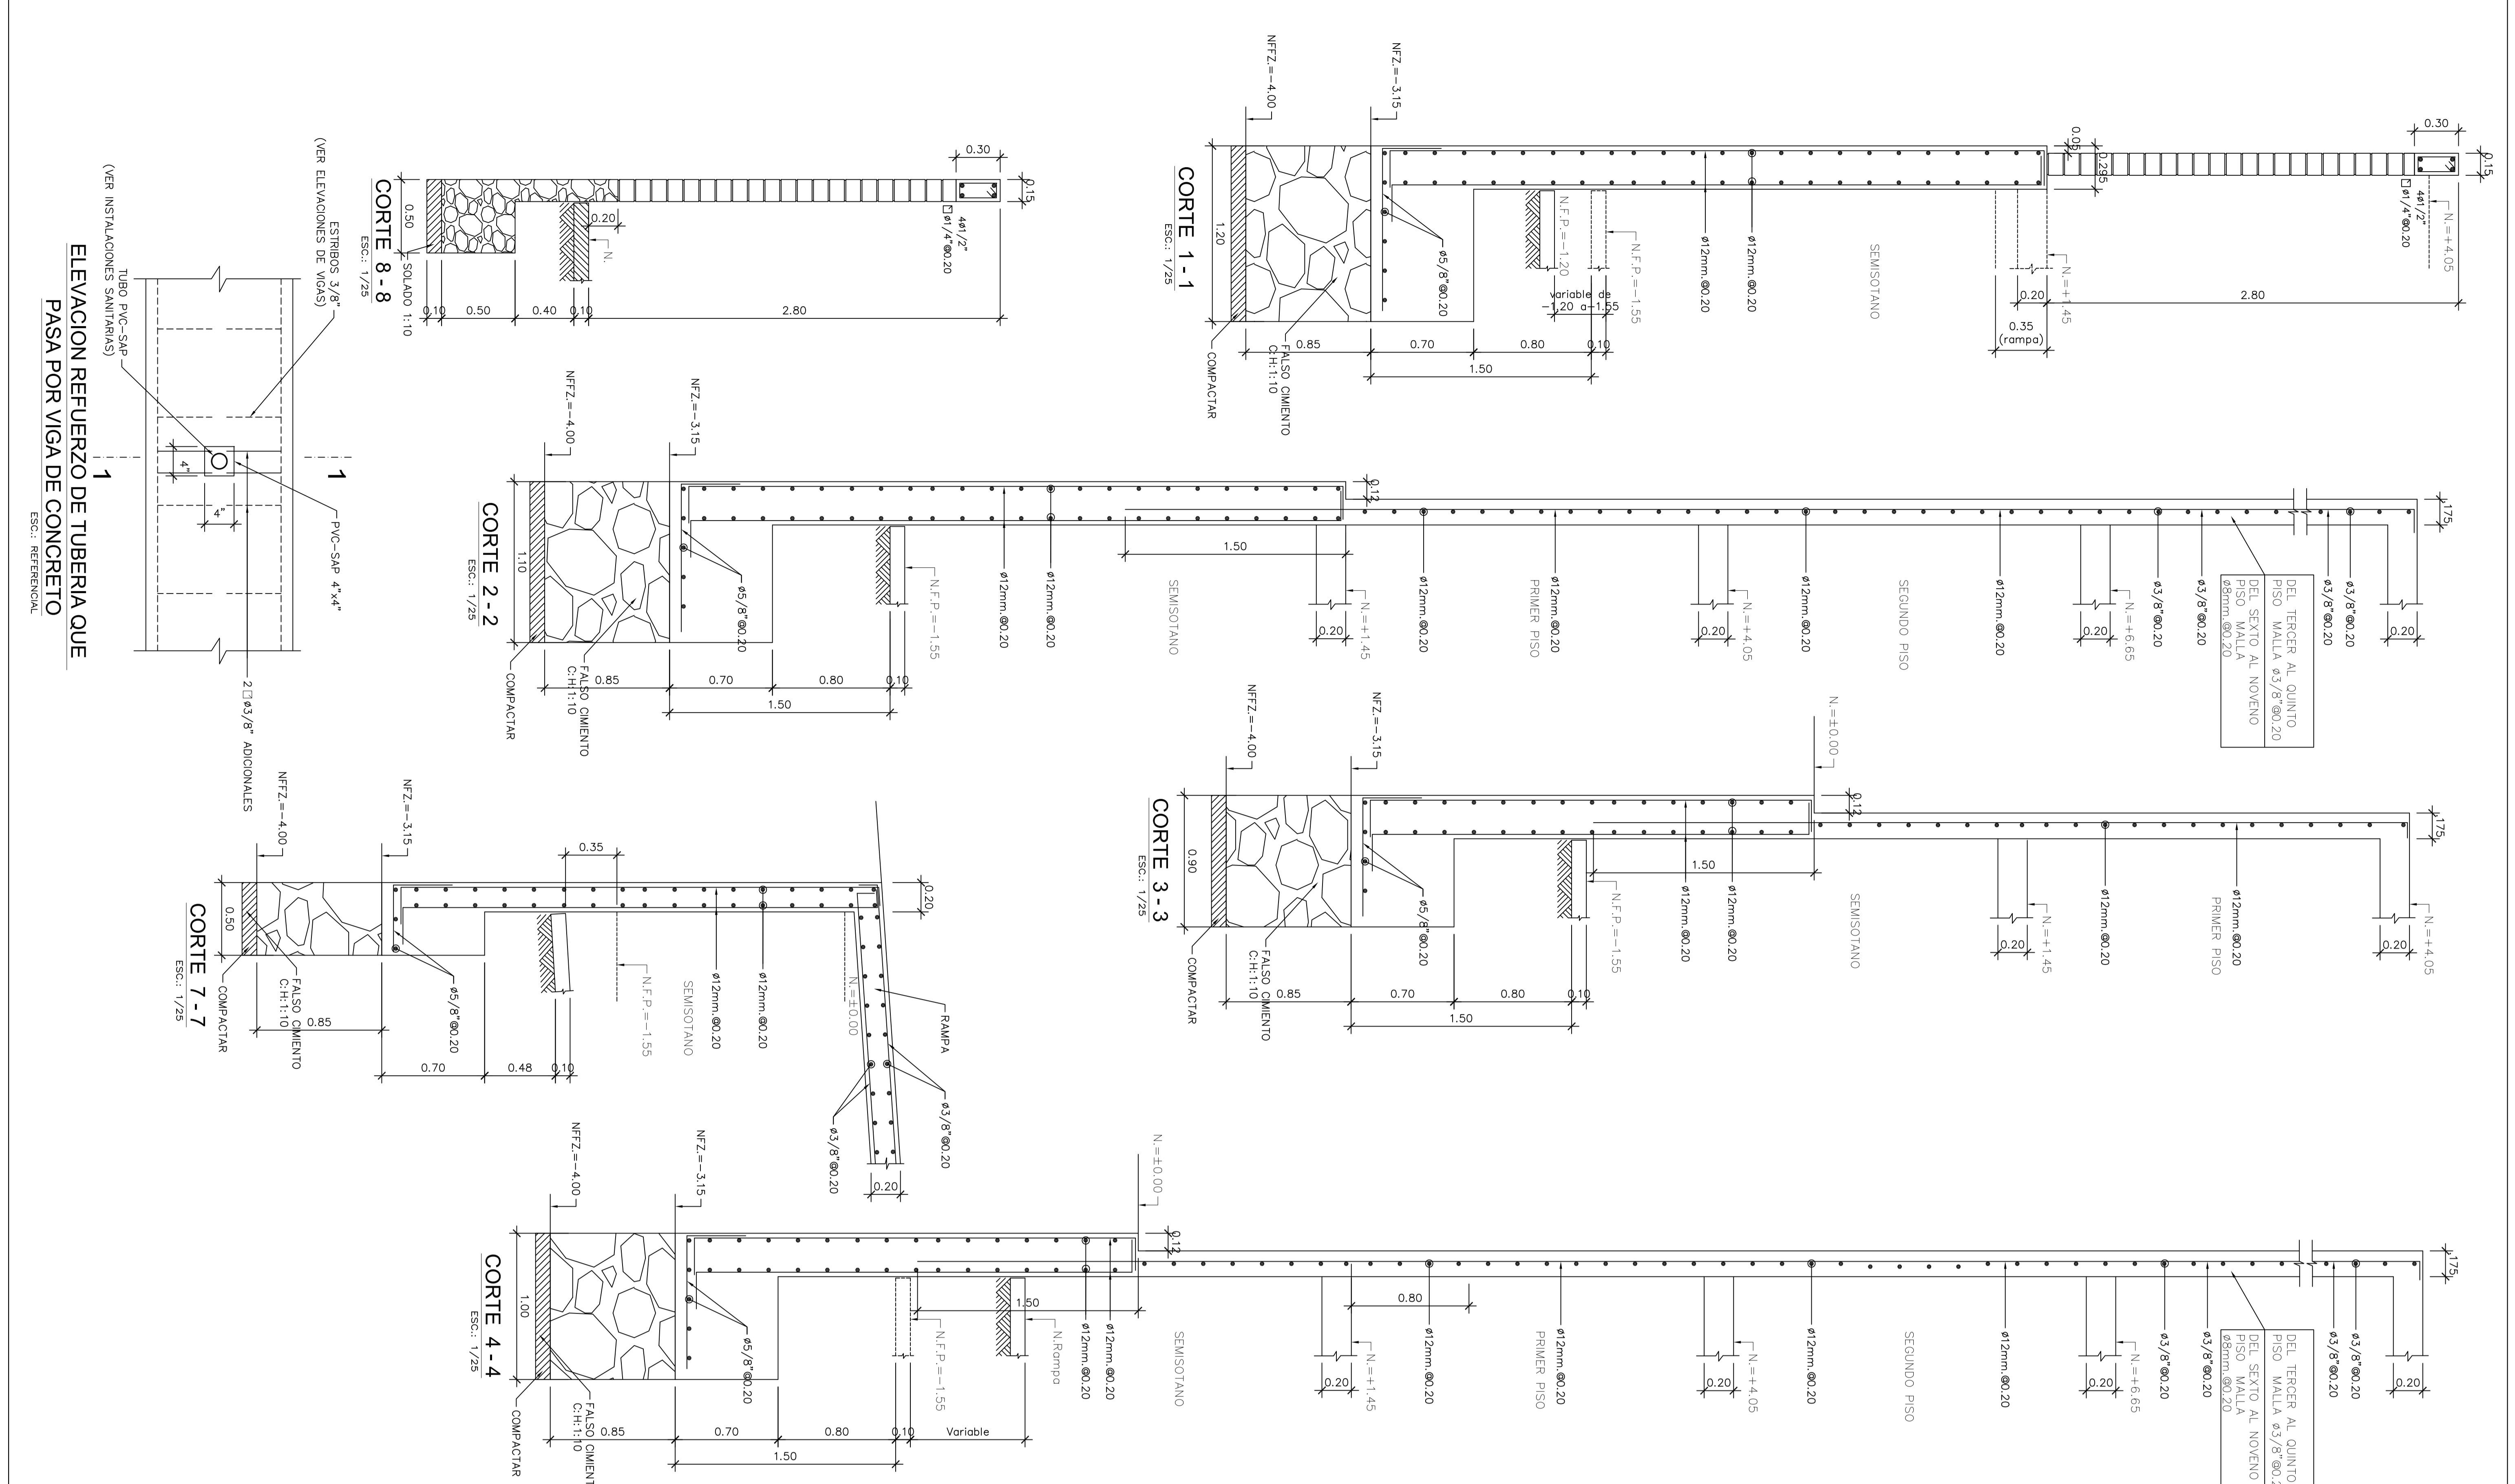 CORTE 1 - 1
ESC.: 1/25
NFFZ.=-4.00
NFZ.=-3.15
1.20
COMPACTAR
FALSO CIMIENTO
C:H:1:10
ø5/8"@0.20
N.F.P.=-1.20
N.F.P.=-1.55
variable de
-1.20 a-1.55
ø12mm.@0.20
ø12mm.@0.20
SEMISOTANO
0.85
0.70
0.80
0.10
1.50
0.35
(rampa)
0.20
N.=+1.45
2.80
0.05
0.295
0.30
0.15
4ø1/2"
ø1/4"@0.20
N.=+4.05
CORTE 8 - 8
ESC.: 1/25
SOLADO 1:10
0.50
0.10
0.50
0.40
0.10
2.80
0.20
N.
0.30
0.15
4ø1/2"
ø1/4"@0.20
CORTE 2 - 2
ESC.: 1/25
NFFZ.=-4.00
NFZ.=-3.15
1.10
COMPACTAR
FALSO CIMIENTO
C:H:1:10
ø5/8"@0.20
N.F.P.=-1.55
ø12mm.@0.20
ø12mm.@0.20
SEMISOTANO
0.85
0.70
0.80
0.10
1.50
1.50
0.12
0.20
N.=+1.45
ø12mm.@0.20
PRIMER PISO
ø12mm.@0.20
0.20
N.=+4.05
ø12mm.@0.20
SEGUNDO PISO
ø12mm.@0.20
0.20
N.=+6.65
ø3/8"@0.20
ø3/8"@0.20
DEL TERCER AL QUINTO
PISO MALLA ø3/8"@0.20
DEL SEXTO AL NOVENO
PISO MALLA
ø8mm.@0.20
ø3/8"@0.20
ø3/8"@0.20
0.20
.175
ELEVACION REFUERZO DE TUBERIA QUE
PASA POR VIGA DE CONCRETO
ESC.: REFERENCIAL
TUBO PVC-SAP
(VER INSTALACIONES SANITARIAS)
ESTRIBOS 3/8"
(VER ELEVACIONES DE VIGAS)
1
1
4"
4"
PVC-SAP 4"x4"
2 ø3/8" ADICIONALES
CORTE 3 - 3
ESC.: 1/25
NFFZ.=-4.00
NFZ.=-3.15
N.=±0.00
0.90
COMPACTAR
FALSO CIMIENTO
C:H:1:10
ø5/8"@0.20
N.F.P.=-1.55
ø12mm.@0.20
ø12mm.@0.20
SEMISOTANO
0.85
0.70
0.80
0.10
1.50
1.50
0.12
0.20
N.=+1.45
ø12mm.@0.20
PRIMER PISO
ø12mm.@0.20
0.20
N.=+4.05
.175
CORTE 7 - 7
ESC.: 1/25
NFFZ.=-4.00
NFZ.=-3.15
0.50
COMPACTAR
FALSO CIMIENTO
C:H:1:10
ø5/8"@0.20
0.35
N.F.P.=-1.55
SEMISOTANO
ø12mm.@0.20
ø12mm.@0.20
N.=±0.00
0.20
RAMPA
ø3/8"@0.20
ø3/8"@0.20
0.20
0.85
0.70
0.48
0.10
CORTE 4 - 4
ESC.: 1/25
NFFZ.=-4.00
NFZ.=-3.15
N.=±0.00
1.00
COMPACTAR
C:H:1:10
ø5/8"@0.20
N.F.P.=-1.55
N.Rampa
ø12mm.@0.20
ø12mm.@0.20
SEMISOTANO
0.85
0.70
0.80
0.10
Variable
1.50
1.50
0.12
0.80
0.20
N.=+1.45
ø12mm.@0.20
PRIMER PISO
ø12mm.@0.20
0.20
N.=+4.05
ø12mm.@0.20
SEGUNDO PISO
ø12mm.@0.20
0.20
N.=+6.65
ø3/8"@0.20
ø3/8"@0.20
DEL TERCER AL QUINTO
PISO MALLA
DEL SEXTO AL NOVENO
PISO MALLA
ø8mm.@0.20
ø3/8"@0.20
ø3/8"@0.20
0.20
.175